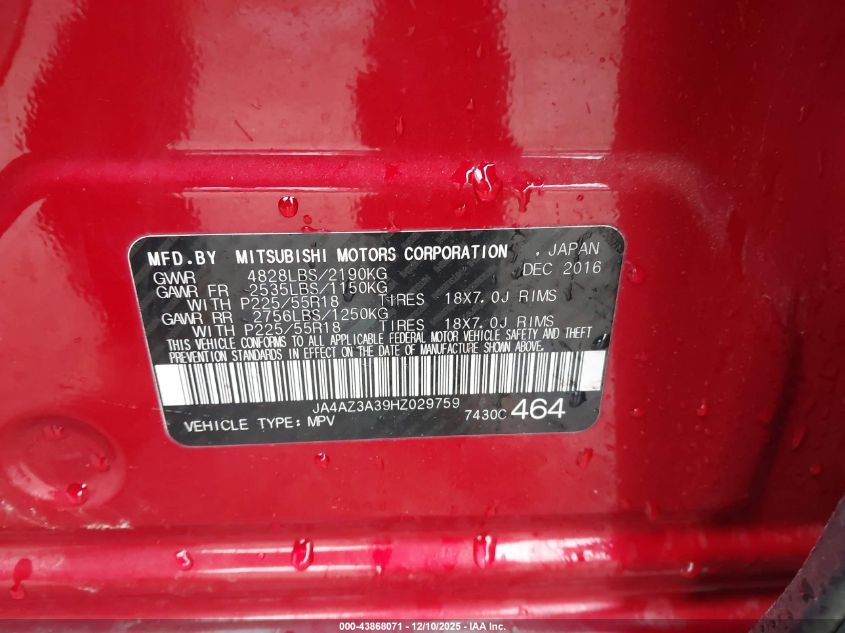 MFD.BY MITSUBISHI MOTORS CORPORATION , JAPAN
GVWR 4828LBS/2190KG DEC 2016
GAWR FR 2535LBS/1150KG
WITH P225/55R18 TIRES 18X7.0J RIMS
GAWR RR 2756LBS/1250KG
WITH P225/55R18 TIRES 18X7.0J RIMS
THIS VEHICLE CONFORMS TO ALL APPLICABLE FEDERAL MOTOR VEHICLE SAFETY AND THEFT
PREVENTION STANDARDS IN EFFECT ON THE DATE OF MANUFACTURE SHOWN ABOVE.
JA4AZ3A39HZ029759
VEHICLE TYPE: MPV 7430C 464
000-43868071 - 12/10/2025 - IAA Inc.